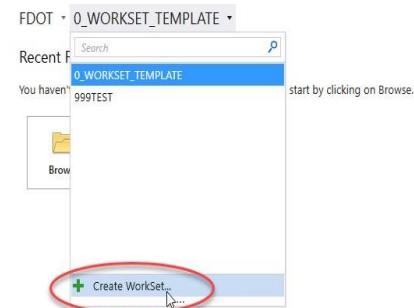 FDOT 0_WORKSET_TEMPLATE
Search
Recent F
0_WORKSET_TEMPLATE
You haven' start by clicking on Browse.
999TEST
Brow
Create WorkSet...